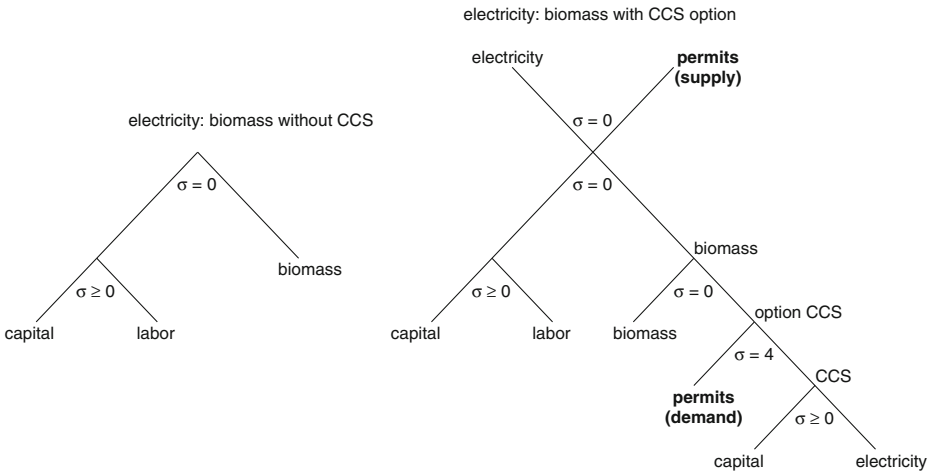 electricity: biomass with CCS option
electricity
permits
(supply)
σ = 0
σ = 0
biomass
σ ≥ 0
σ = 0
capital
labor
biomass
option CCS
σ = 4
permits
(demand)
CCS
σ ≥ 0
capital
electricity
electricity: biomass without CCS
σ = 0
biomass
σ ≥ 0
capital
labor